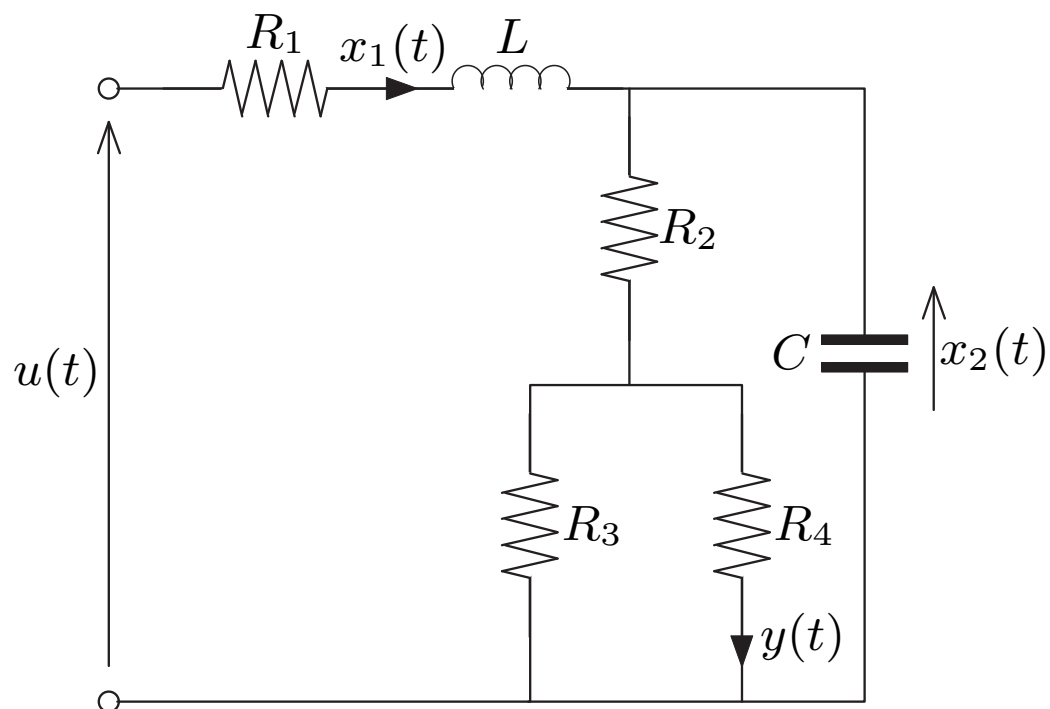 R₁ x₁(t) L
R₂
u(t)
C x₂(t)
R₃ R₄
y(t)